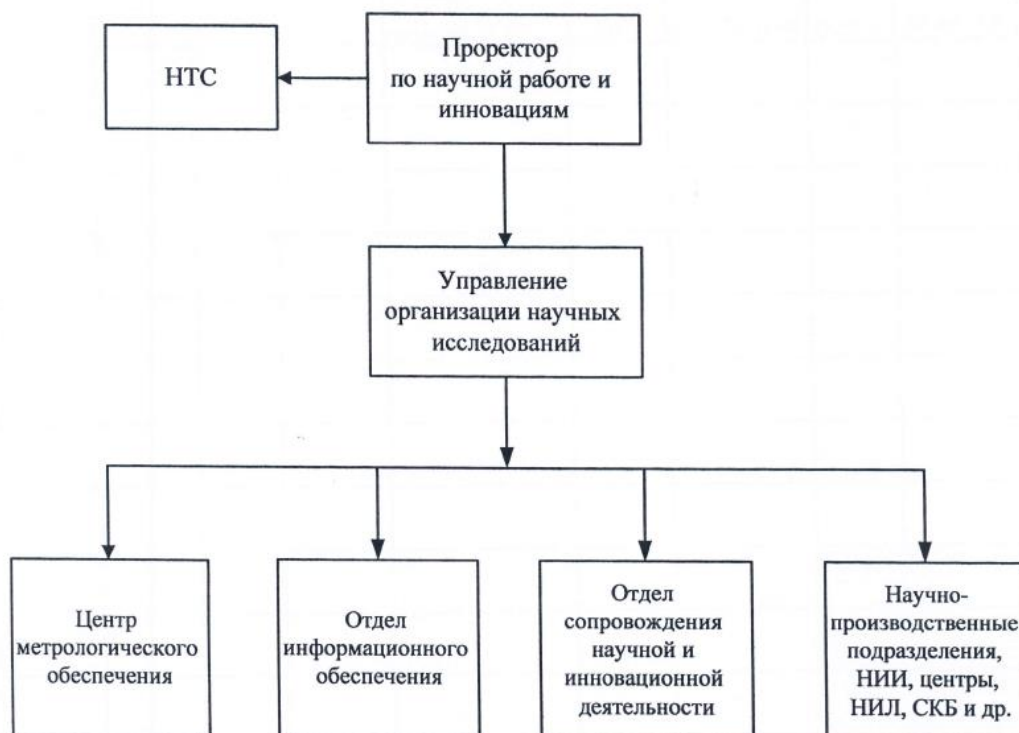 НТС
Проректор
по научной работе и
инновациям
Управление
организации научных
исследований
Центр
метрологического
обеспечения
Отдел
информационного
обеспечения
Отдел
сопровождения
научной и
инновационной
деятельности
Научно-
производственные
подразделения,
НИИ, центры,
НИЛ, СКБ и др.